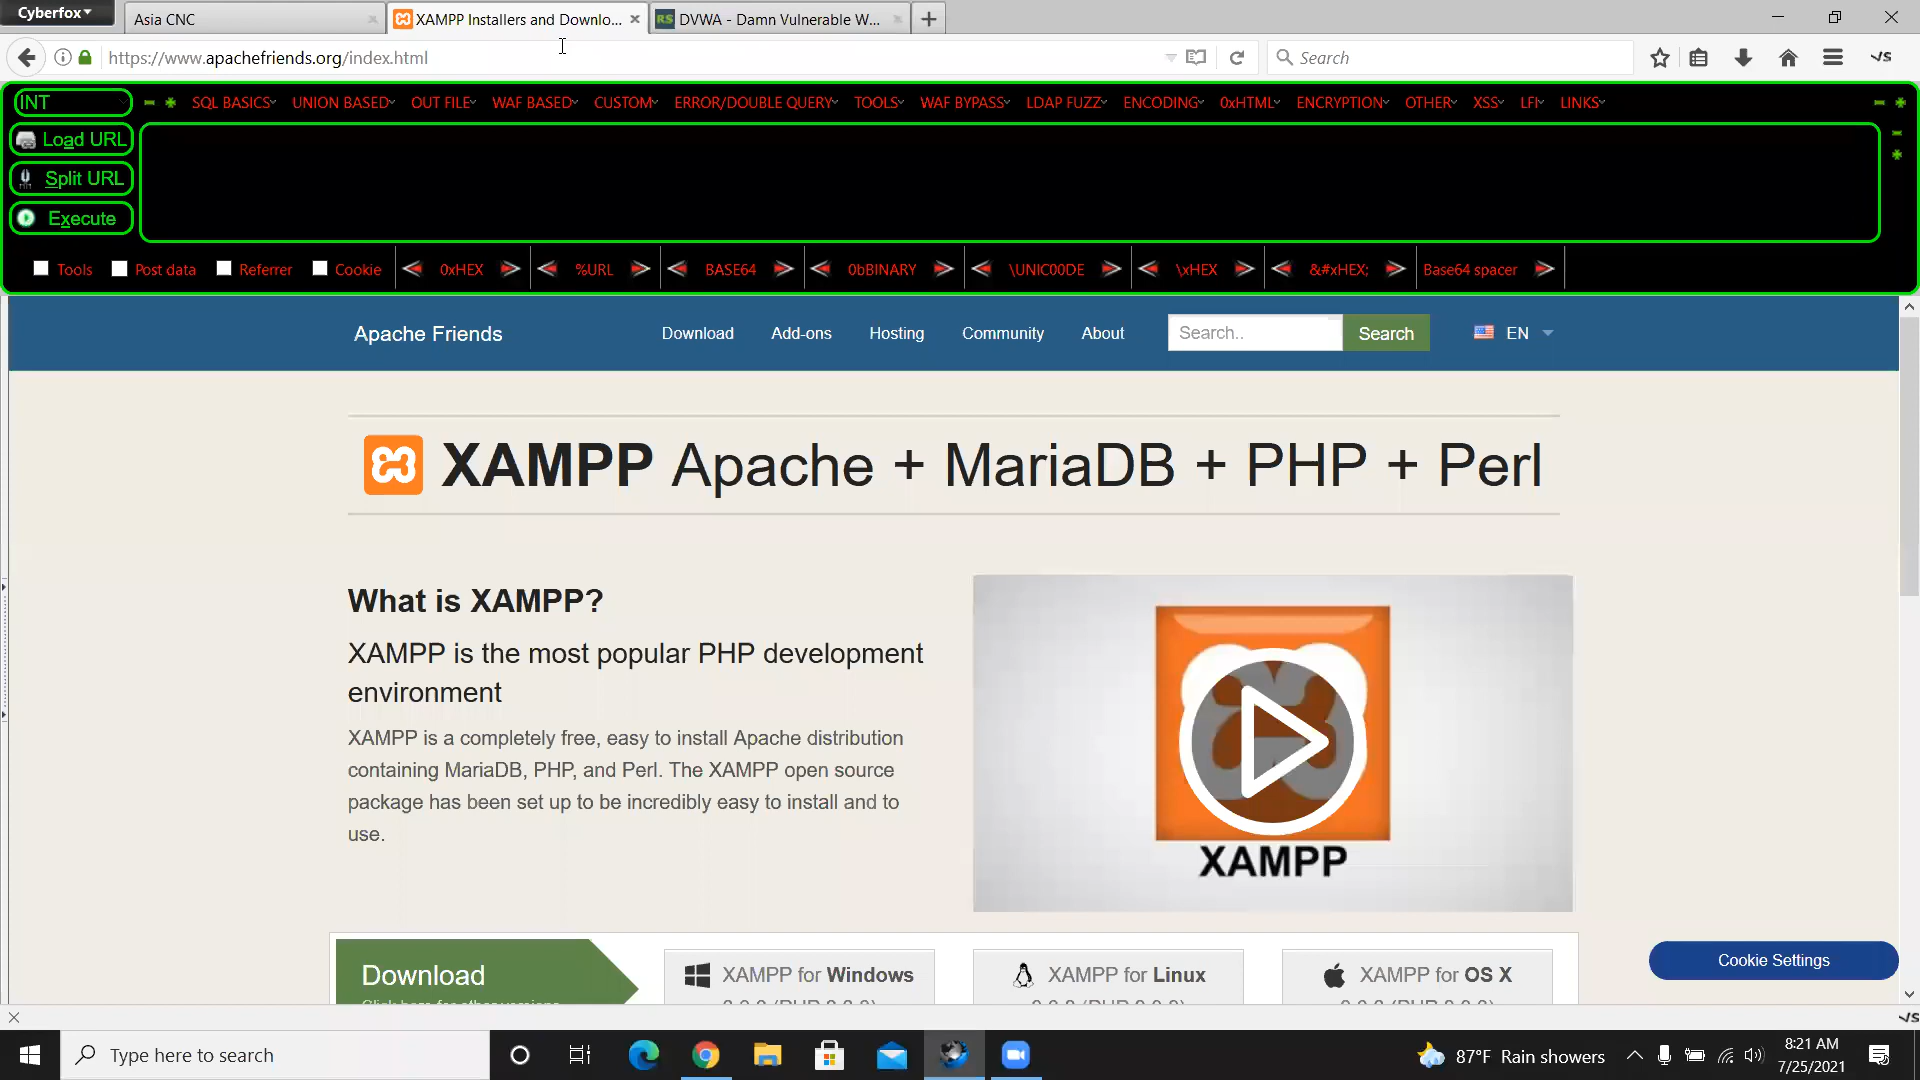 Cyberfox
Asia CNC
XAMPP Installers and Downlo...
DVWA - Damn Vulnerable W...
https://www.apachefriends.org/index.html
Search
INT
SQL BASICS
UNION BASED
OUT FILE
WAF BASED
CUSTOM
ERROR/DOUBLE QUERY
TOOLS
WAF BYPASS
LDAP FUZZ
ENCODING
0xHTML
ENCRYPTION
OTHER
XSS
LFI
LINKS
Load URL
Split URL
Execute
Tools
Post data
Referrer
Cookie
0xHEX
%URL
BASE64
0bBINARY
\UNIC00DE
\xHEX
&#xHEX;
Base64 spacer
Apache Friends
Download
Add-ons
Hosting
Community
About
Search..
Search
EN
XAMPP Apache + MariaDB + PHP + Perl
What is XAMPP?
XAMPP is the most popular PHP development
environment
XAMPP is a completely free, easy to install Apache distribution
containing MariaDB, PHP, and Perl. The XAMPP open source
package has been set up to be incredibly easy to install and to
use.
XAMPP
Download
XAMPP for Windows
XAMPP for Linux
XAMPP for OS X
Cookie Settings
Type here to search
87°F Rain showers
8:21 AM
7/25/2021